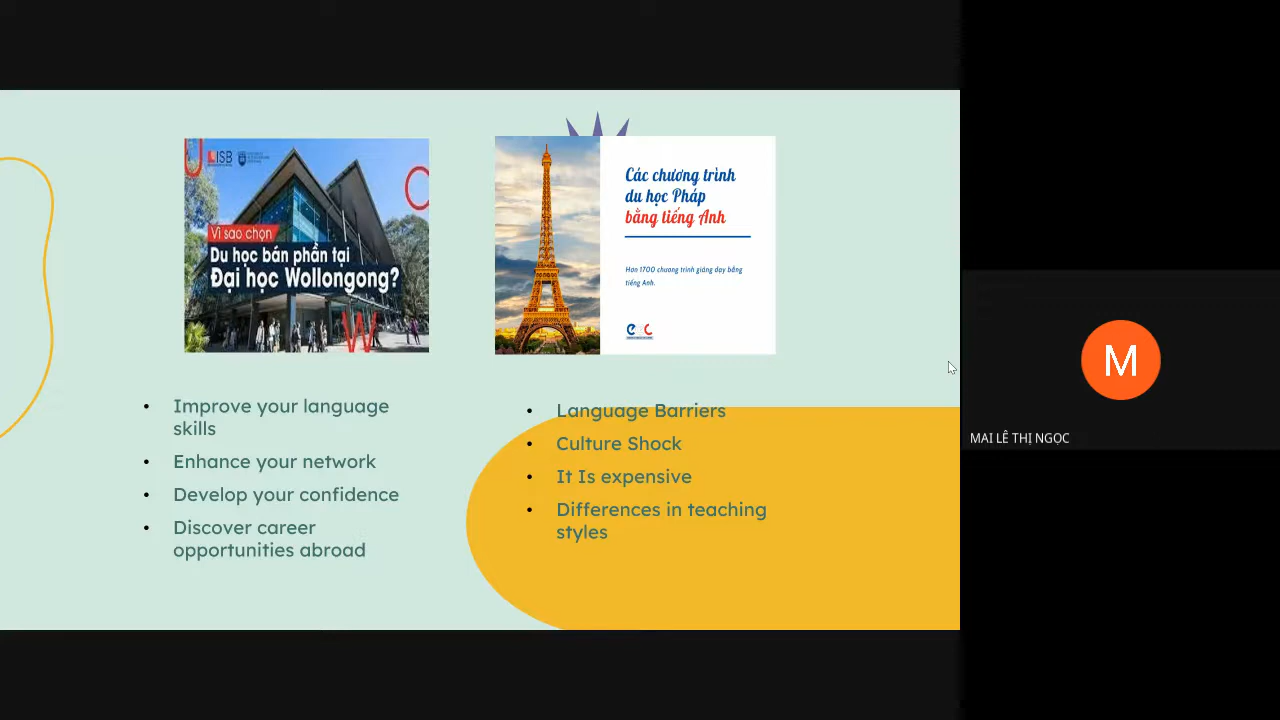 ISB
Vì sao chọn
Du học bán phần tại
Đại học Wollongong?
W
Các chương trình
du học Pháp
bằng tiếng Anh
Hơn 1700 chương trình giảng dạy bằng
tiếng Anh.
• Improve your language
skills
• Enhance your network
• Develop your confidence
• Discover career
opportunities abroad
• Language Barriers
• Culture Shock
• It Is expensive
• Differences in teaching
styles
M
MAI LÊ THỊ NGỌC